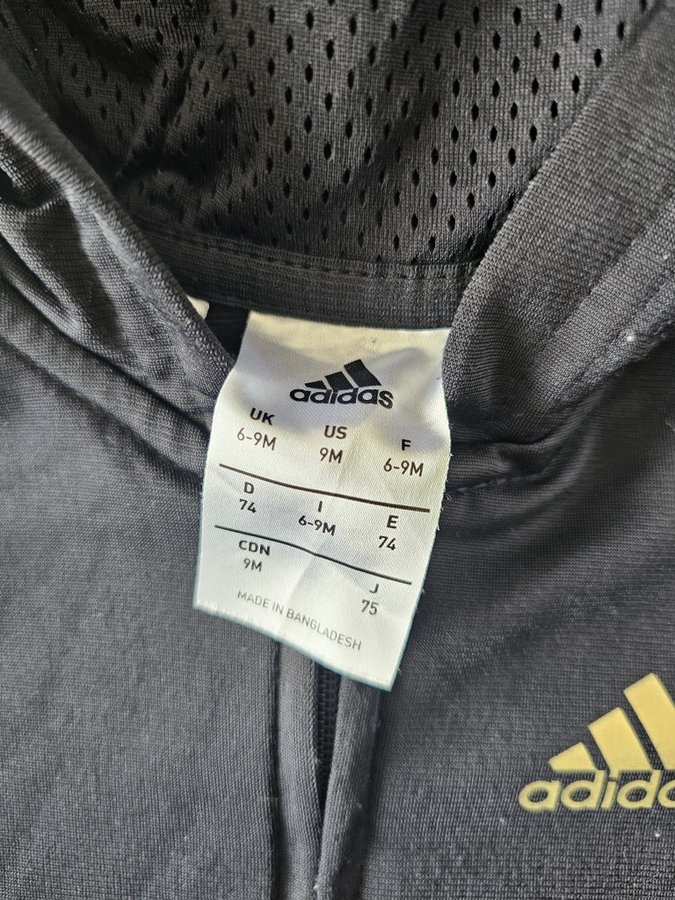 adidas
UK US F
6-9M 9M 6-9M
D I E
74 6-9M 74
CDN J
9M 75
MADE IN BANGLADESH
adidas